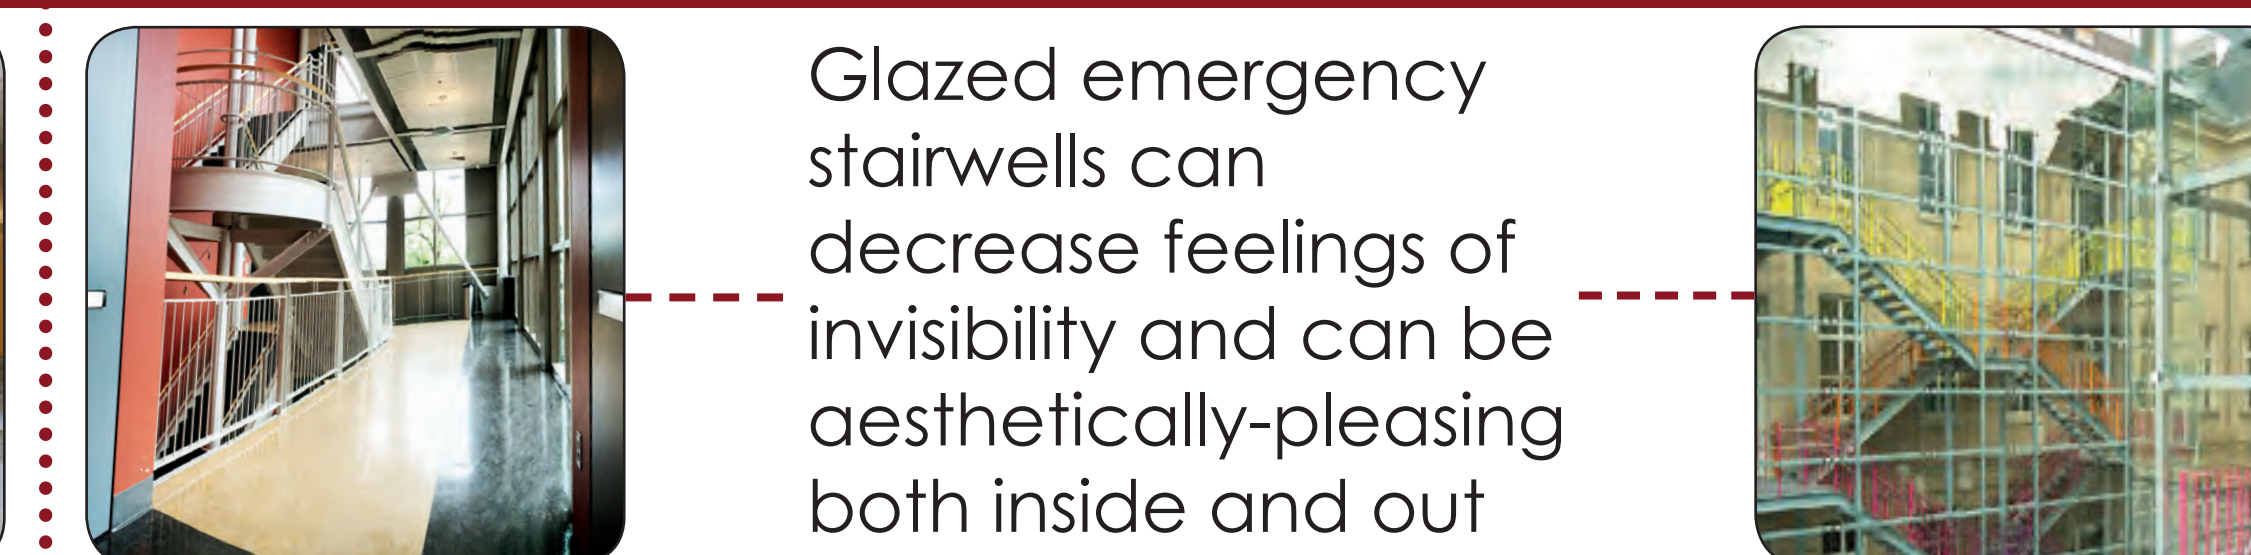 Glazed emergency
stairwells can
decrease feelings of
invisibility and can be
aesthetically-pleasing
both inside and out